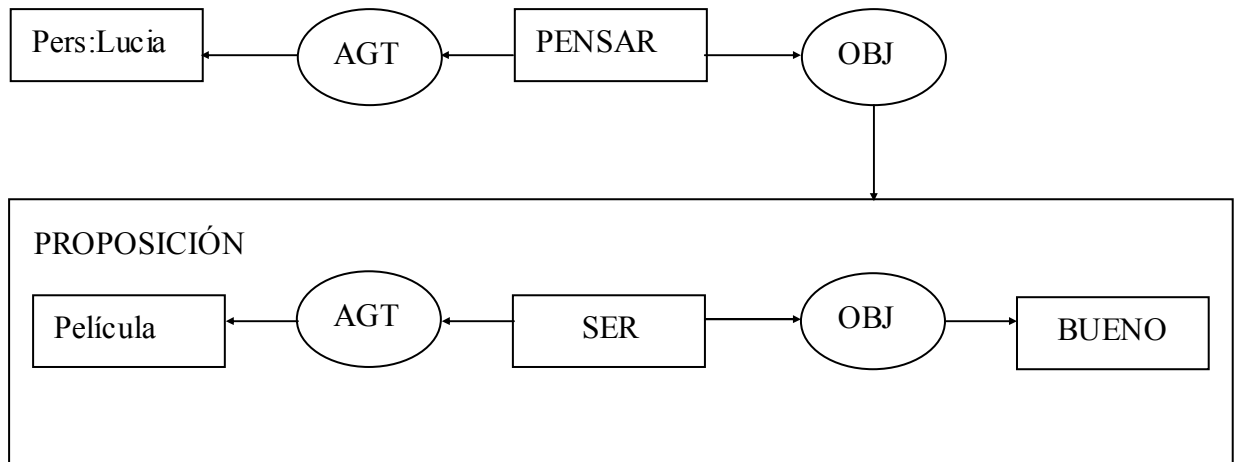 Pers:Lucia AGT PENSAR OBJ
PROPOSICIÓN
Película AGT SER OBJ BUENO